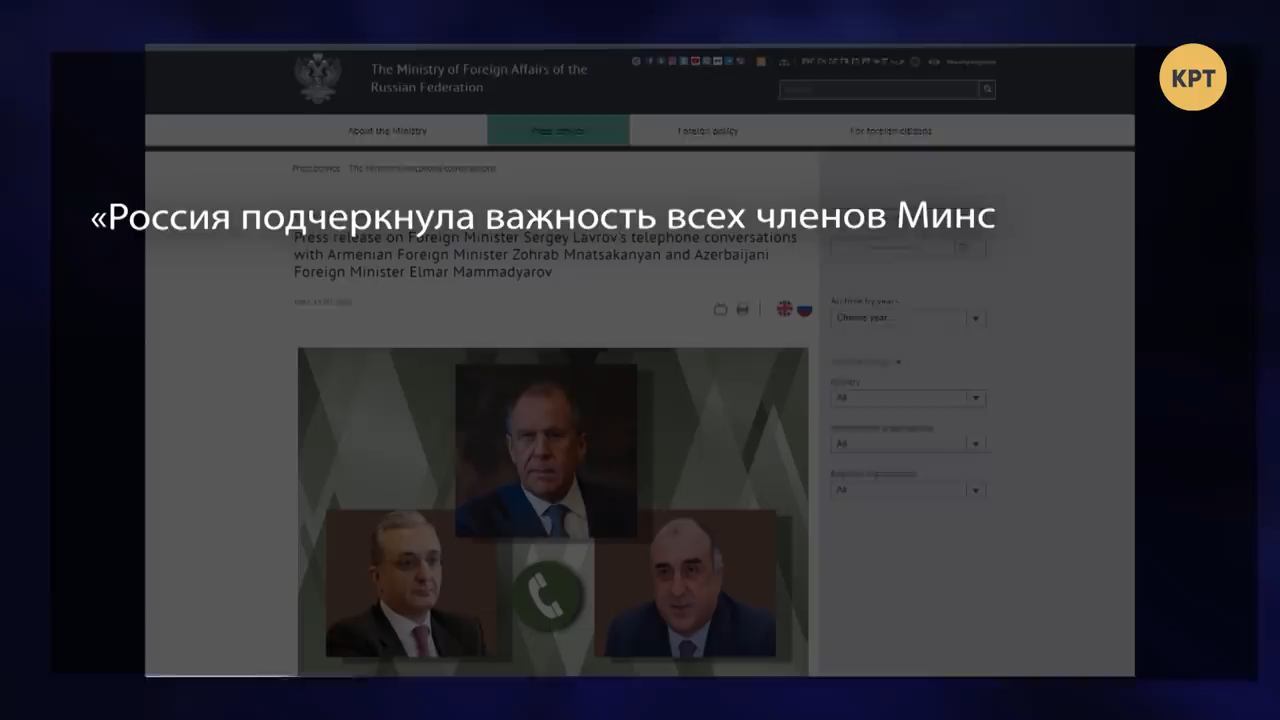 КРТ
The Ministry of Foreign Affairs of the
Russian Federation
About the Ministry
Press service
Foreign policy
For foreign citizens
«Россия подчеркнула важность всех членов Минс
Press release on Foreign Minister Sergey Lavrov's telephone conversations
with Armenian Foreign Minister Zohrab Mnatsakanyan and Azerbaijani
Foreign Minister Elmar Mammadyarov
Archive by years
Choose year...
Country
All
All
All